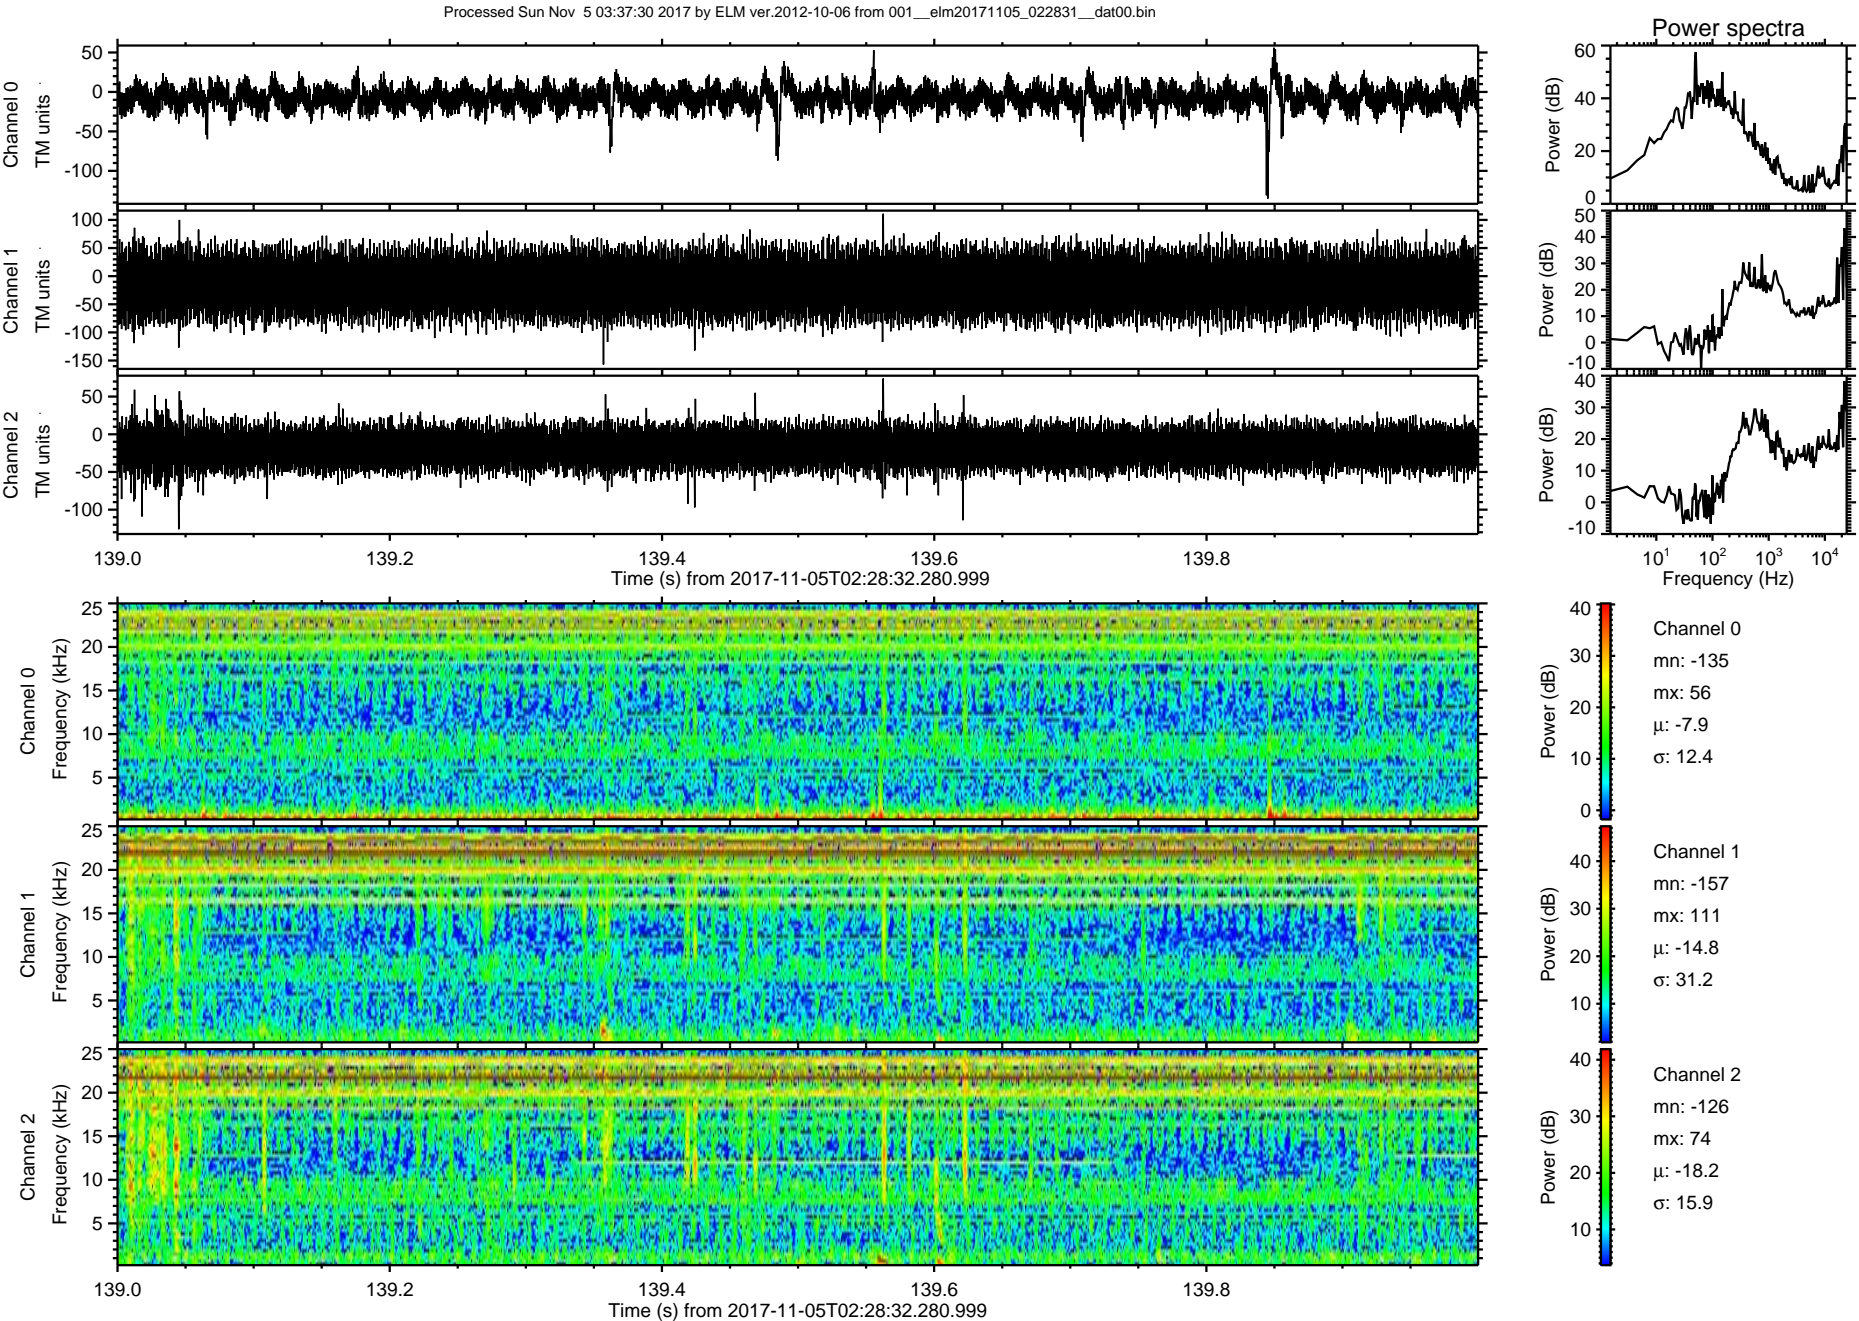 Processed Sun Nov  5 03:37:30 2017 by ELM ver.2012-10-06 from 001__elm20171105_022831__dat00.bin
Power spectra
Channel 0
TM units
50
0
-50
-100
Power (dB)
60
40
20
0
Channel 1
TM units
100
50
0
-50
-100
-150
Power (dB)
50
40
30
20
10
0
-10
Channel 2
TM units
50
0
-50
-100
Power (dB)
40
30
20
10
0
-10
139.0 139.2 139.4 139.6 139.8
Time (s) from 2017-11-05T02:28:32.280.999
10¹ 10² 10³ 10⁴
Frequency (Hz)
Channel 0
Frequency (kHz)
25
20
15
10
5
Power (dB)
40
30
20
10
0
Channel 0
mn: -135
mx: 56
μ: -7.9
σ: 12.4
Channel 1
Frequency (kHz)
25
20
15
10
5
Power (dB)
40
30
20
10
Channel 1
mn: -157
mx: 111
μ: -14.8
σ: 31.2
Channel 2
Frequency (kHz)
25
20
15
10
5
Power (dB)
40
30
20
10
Channel 2
mn: -126
mx: 74
μ: -18.2
σ: 15.9
139.0 139.2 139.4 139.6 139.8
Time (s) from 2017-11-05T02:28:32.280.999